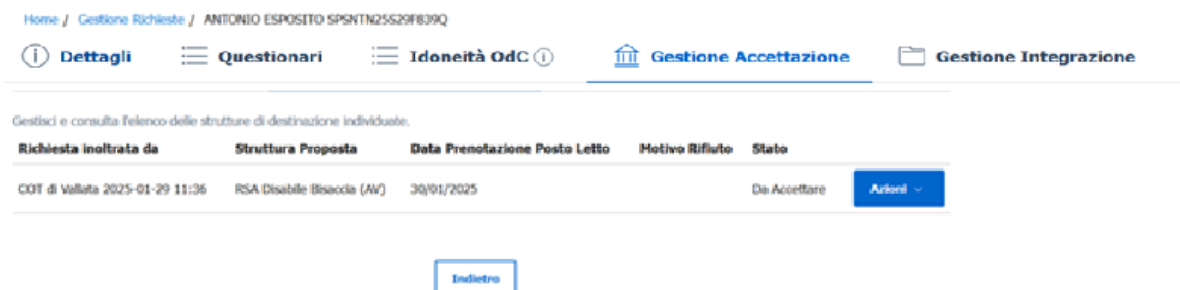 Home / Gestione Richieste / ANTONIO ESPOSITO SPSNTN25S29F839Q
Dettagli Questionari Idoneità OdC Gestione Accettazione Gestione Integrazione
Gestisci e consulta l'elenco delle strutture di destinazione individuate.
Richiesta inoltrata da Struttura Proposta Data Prenotazione Posto Letto Motivo Rifiuto Stato
COT di Vallata 2025-01-29 11:36 RSA Disabile Bisaccia (AV) 30/01/2025 Da Accettare Azioni
Indietro